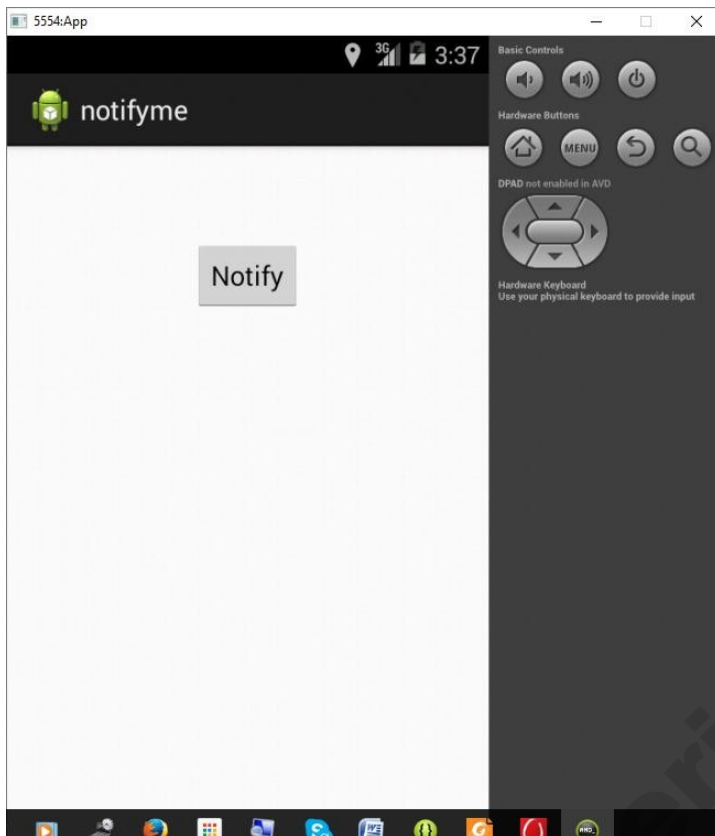 5554:App
3G 3:37
notifyme
Notify
Basic Controls
Hardware Buttons
MENU
DPAD not enabled in AVD
Hardware Keyboard
Use your physical keyboard to provide input